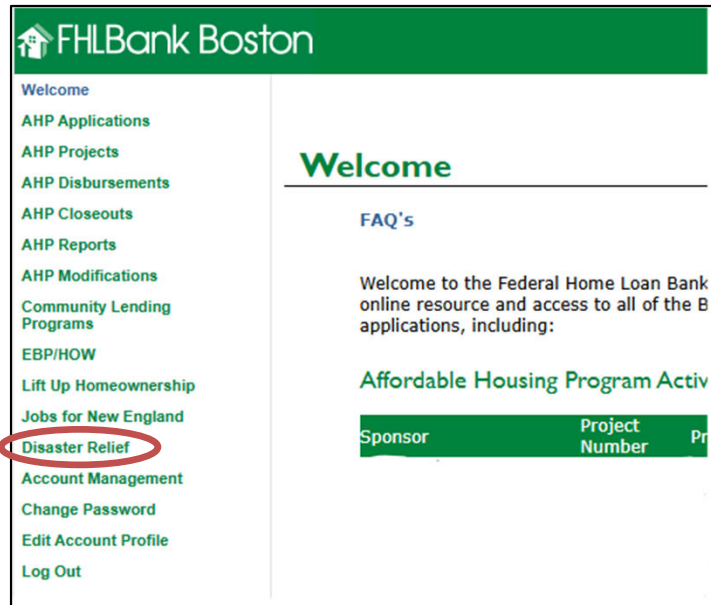 FHLBank Boston
Welcome
AHP Applications
AHP Projects
AHP Disbursements
AHP Closeouts
AHP Reports
AHP Modifications
Community Lending
Programs
EBP/HOW
Lift Up Homeownership
Jobs for New England
Disaster Relief
Account Management
Change Password
Edit Account Profile
Log Out
Welcome
FAQ's
Welcome to the Federal Home Loan Bank
online resource and access to all of the B
applications, including:
Affordable Housing Program Activ
Sponsor Project Number Pr